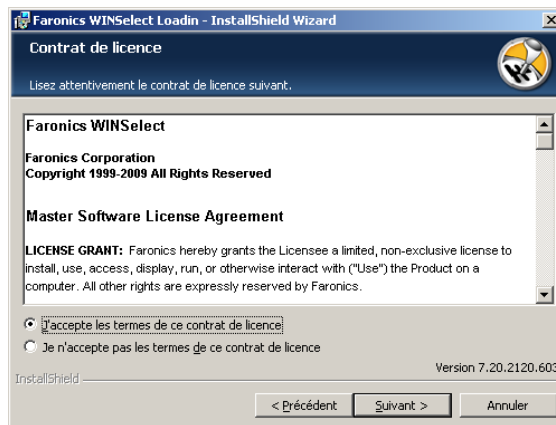 Faronics WINSelect Loadin - InstallShield Wizard
Contrat de licence
Lisez attentivement le contrat de licence suivant.
Faronics WINSelect
Faronics Corporation
Copyright 1999-2009 All Rights Reserved
Master Software License Agreement
LICENSE GRANT: Faronics hereby grants the Licensee a limited, non-exclusive license to
install, use, access, display, run, or otherwise interact with ("Use") the Product on a
computer. All other rights are expressly reserved by Faronics.
J'accepte les termes de ce contrat de licence
Je n'accepte pas les termes de ce contrat de licence
Version 7.20.2120.603
InstallShield
< Précédent Suivant > Annuler